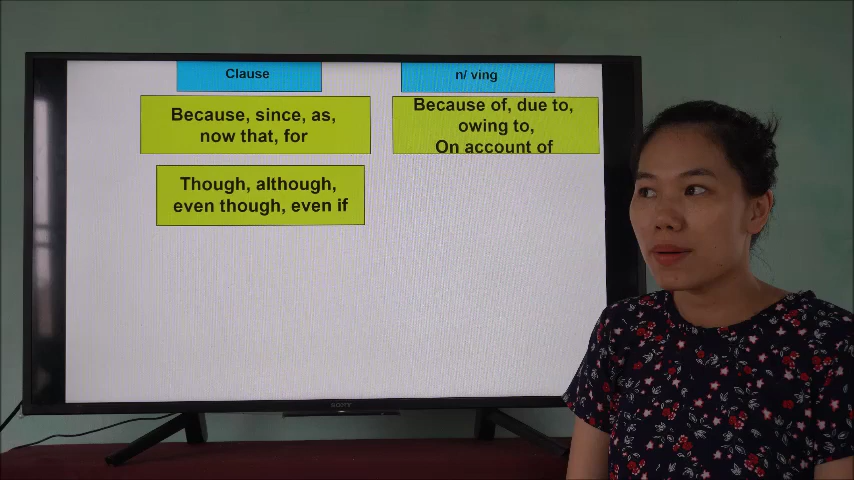 Clause
n/ ving
Because, since, as,
now that, for
Because of, due to,
owing to,
On account of
Though, although,
even though, even if
SONY